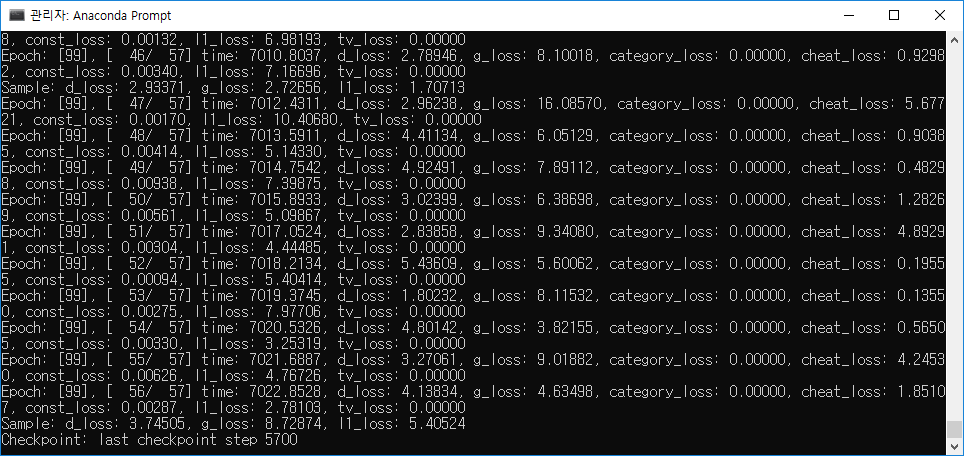 관리자: Anaconda Prompt
8, const_loss: 0.00132, l1_loss: 6.98193, tv_loss: 0.00000
Epoch: [99], [  46/  57] time: 7010.8037, d_loss: 2.78946, g_loss: 8.10018, category_loss: 0.00000, cheat_loss: 0.9298
2, const_loss: 0.00340, l1_loss: 7.16696, tv_loss: 0.00000
Sample: d_loss: 2.93371, g_loss: 2.72656, l1_loss: 1.70713
Epoch: [99], [  47/  57] time: 7012.4311, d_loss: 2.96238, g_loss: 16.08570, category_loss: 0.00000, cheat_loss: 5.677
21, const_loss: 0.00170, l1_loss: 10.40680, tv_loss: 0.00000
Epoch: [99], [  48/  57] time: 7013.5911, d_loss: 4.41134, g_loss: 6.05129, category_loss: 0.00000, cheat_loss: 0.9038
5, const_loss: 0.00414, l1_loss: 5.14330, tv_loss: 0.00000
Epoch: [99], [  49/  57] time: 7014.7542, d_loss: 4.92491, g_loss: 7.89112, category_loss: 0.00000, cheat_loss: 0.4829
8, const_loss: 0.00938, l1_loss: 7.39875, tv_loss: 0.00000
Epoch: [99], [  50/  57] time: 7015.8933, d_loss: 3.02399, g_loss: 6.38698, category_loss: 0.00000, cheat_loss: 1.2826
9, const_loss: 0.00561, l1_loss: 5.09867, tv_loss: 0.00000
Epoch: [99], [  51/  57] time: 7017.0524, d_loss: 2.83858, g_loss: 9.34080, category_loss: 0.00000, cheat_loss: 4.8929
1, const_loss: 0.00304, l1_loss: 4.44485, tv_loss: 0.00000
Epoch: [99], [  52/  57] time: 7018.2134, d_loss: 5.43609, g_loss: 5.60062, category_loss: 0.00000, cheat_loss: 0.1955
5, const_loss: 0.00094, l1_loss: 5.40414, tv_loss: 0.00000
Epoch: [99], [  53/  57] time: 7019.3745, d_loss: 1.80232, g_loss: 8.11532, category_loss: 0.00000, cheat_loss: 0.1355
0, const_loss: 0.00275, l1_loss: 7.97706, tv_loss: 0.00000
Epoch: [99], [  54/  57] time: 7020.5326, d_loss: 4.80142, g_loss: 3.82155, category_loss: 0.00000, cheat_loss: 0.5650
5, const_loss: 0.00330, l1_loss: 3.25319, tv_loss: 0.00000
Epoch: [99], [  55/  57] time: 7021.6887, d_loss: 3.27061, g_loss: 9.01882, category_loss: 0.00000, cheat_loss: 4.2453
0, const_loss: 0.00626, l1_loss: 4.76726, tv_loss: 0.00000
Epoch: [99], [  56/  57] time: 7022.8528, d_loss: 4.13834, g_loss: 4.63498, category_loss: 0.00000, cheat_loss: 1.8510
7, const_loss: 0.00287, l1_loss: 2.78103, tv_loss: 0.00000
Sample: d_loss: 3.74505, g_loss: 8.72874, l1_loss: 5.40524
Checkpoint: last checkpoint step 5700